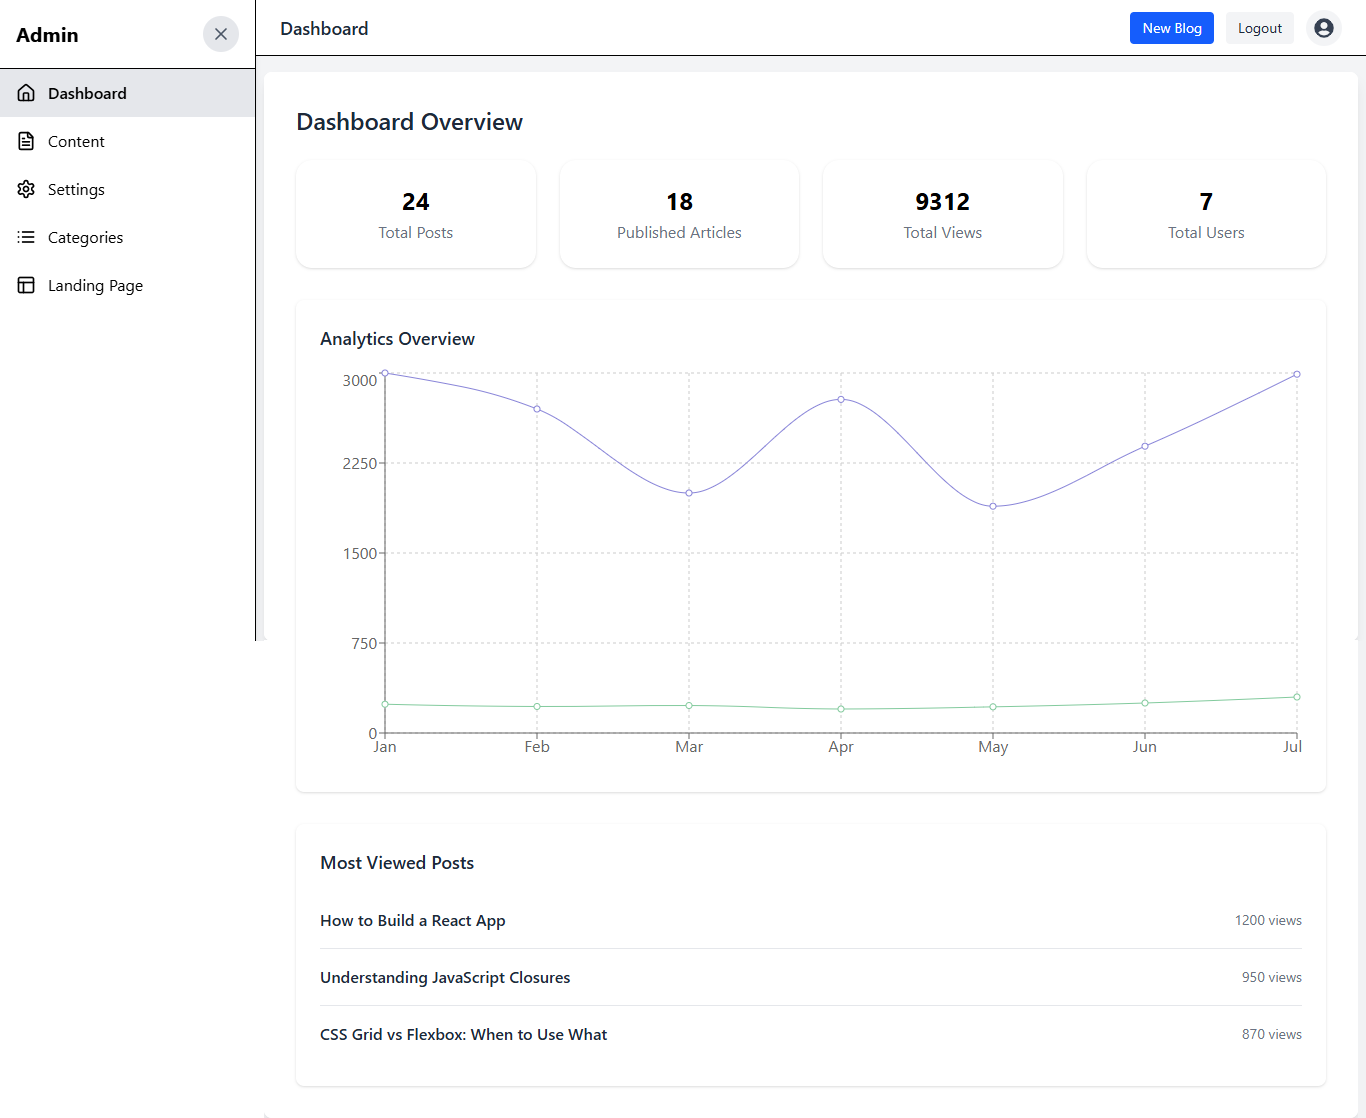 Admin
Dashboard
Content
Settings
Categories
Landing Page
Dashboard
New Blog
Logout
Dashboard Overview
24
Total Posts
18
Published Articles
9312
Total Views
7
Total Users
Analytics Overview
3000
2250
1500
750
0
Jan Feb Mar Apr May Jun Jul
Most Viewed Posts
How to Build a React App 1200 views
Understanding JavaScript Closures 950 views
CSS Grid vs Flexbox: When to Use What 870 views